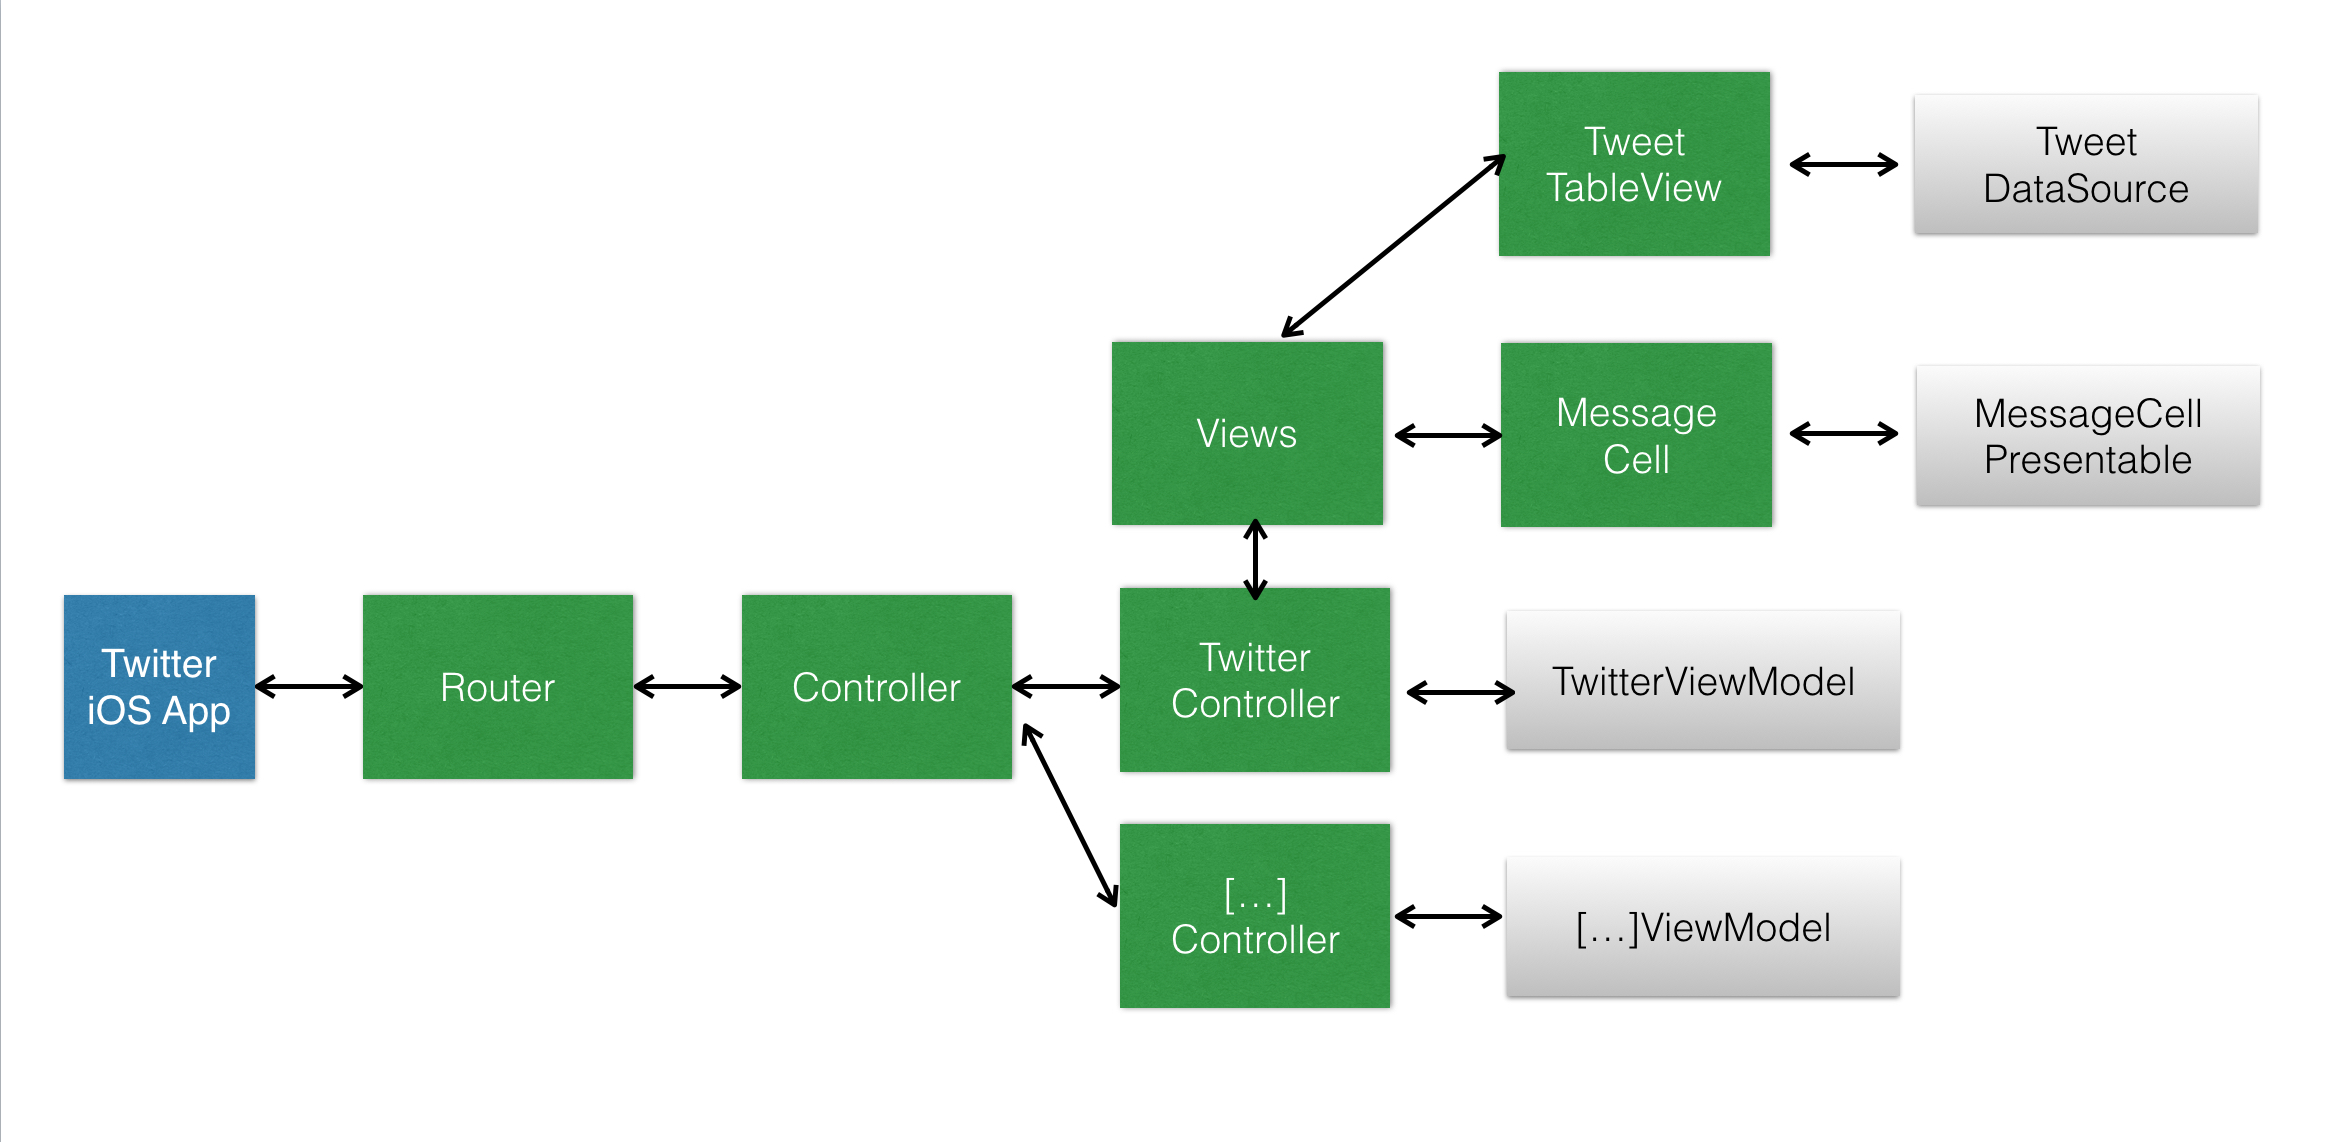 Tweet
TableView
Tweet
DataSource
Views
Message
Cell
MessageCell
Presentable
Twitter
iOS App
Router
Controller
Twitter
Controller
TwitterViewModel
[...]
Controller
[...]ViewModel